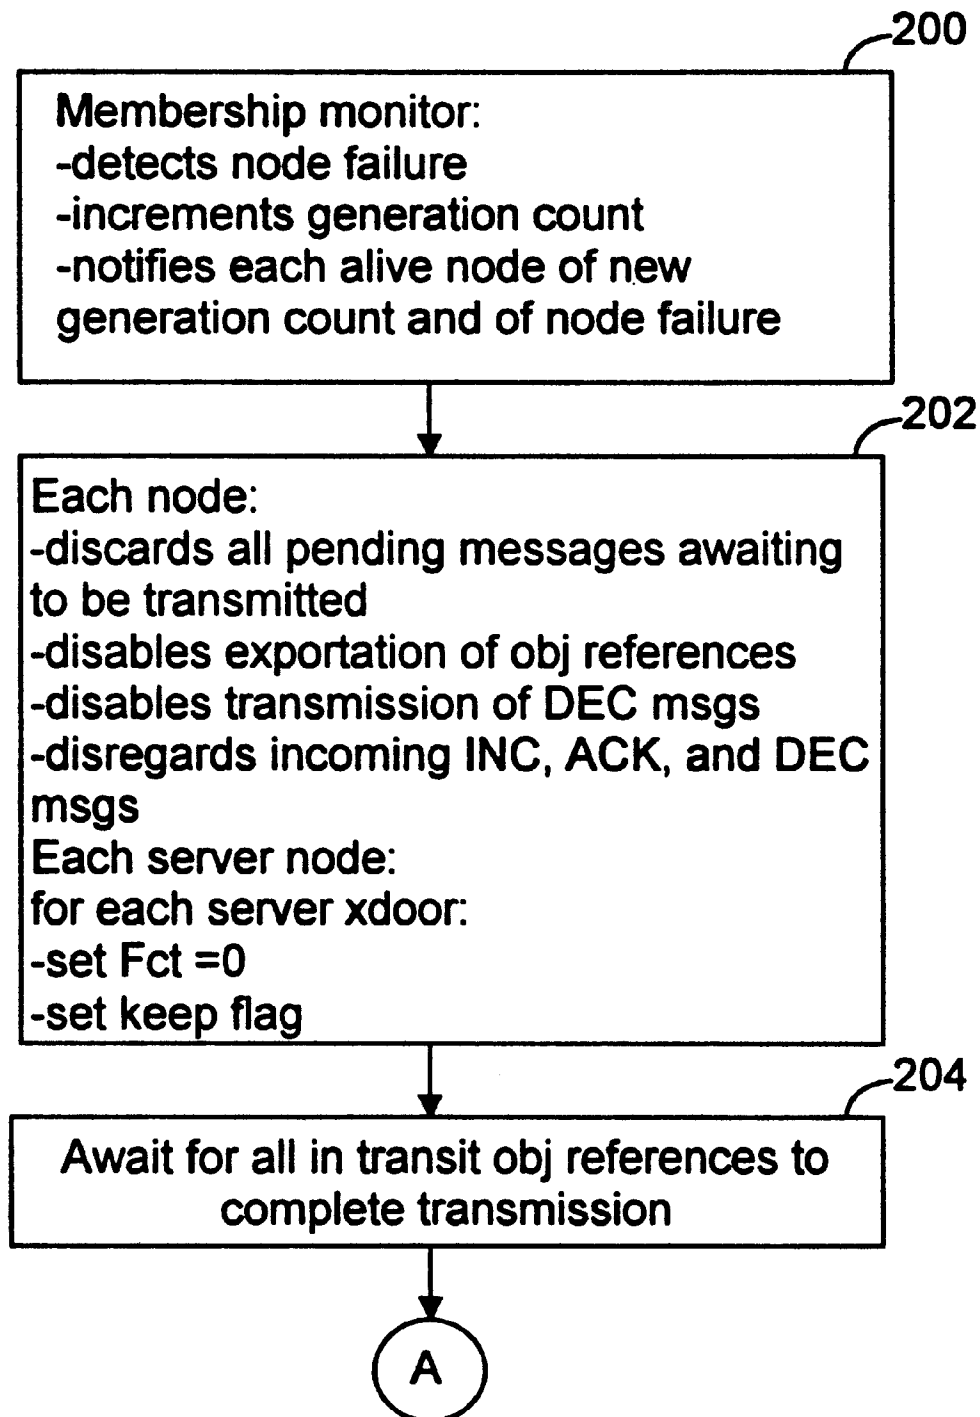 200
Membership monitor:
-detects node failure
-increments generation count
-notifies each alive node of new
generation count and of node failure
202
Each node:
-discards all pending messages awaiting
to be transmitted
-disables exportation of obj references
-disables transmission of DEC msgs
-disregards incoming INC, ACK, and DEC
msgs
Each server node:
for each server xdoor:
-set Fct =0
-set keep flag
204
Await for all in transit obj references to
complete transmission
A